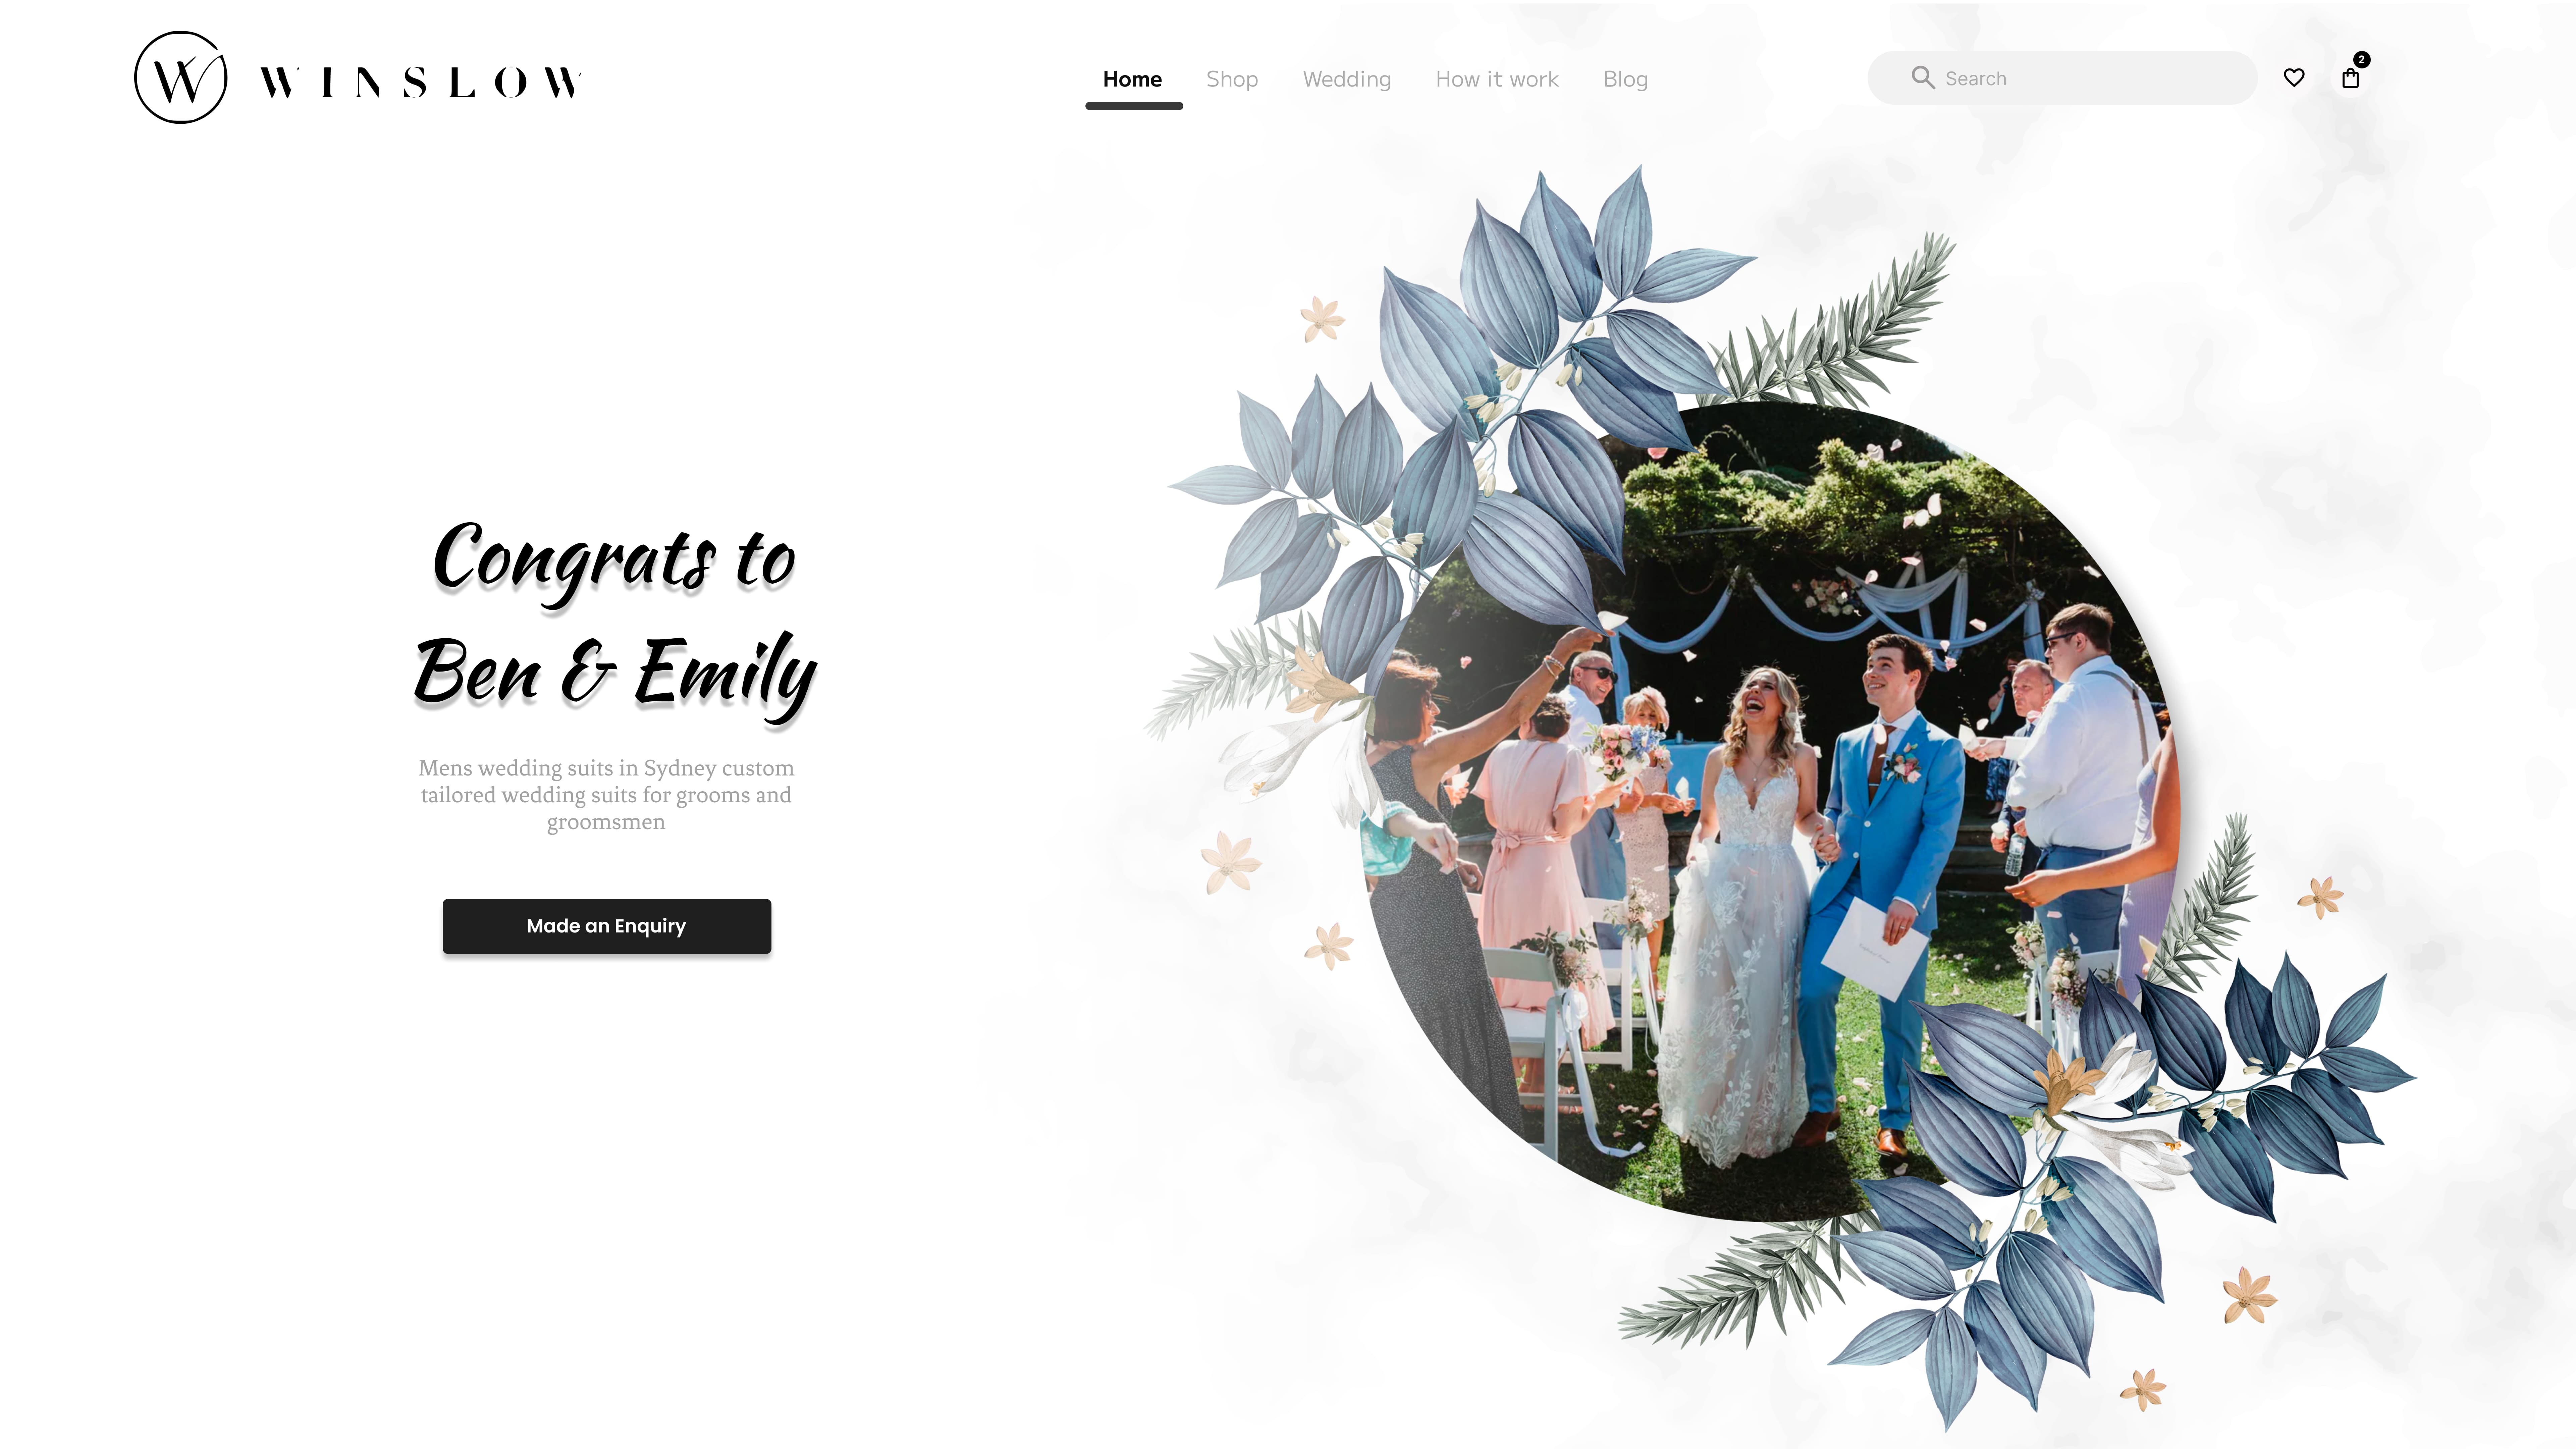 W WINSLOW
Home Shop Wedding How it work Blog
Search
2
Congrats to
Ben & Emily
Mens wedding suits in Sydney custom
tailored wedding suits for grooms and
groomsmen
Made an Enquiry